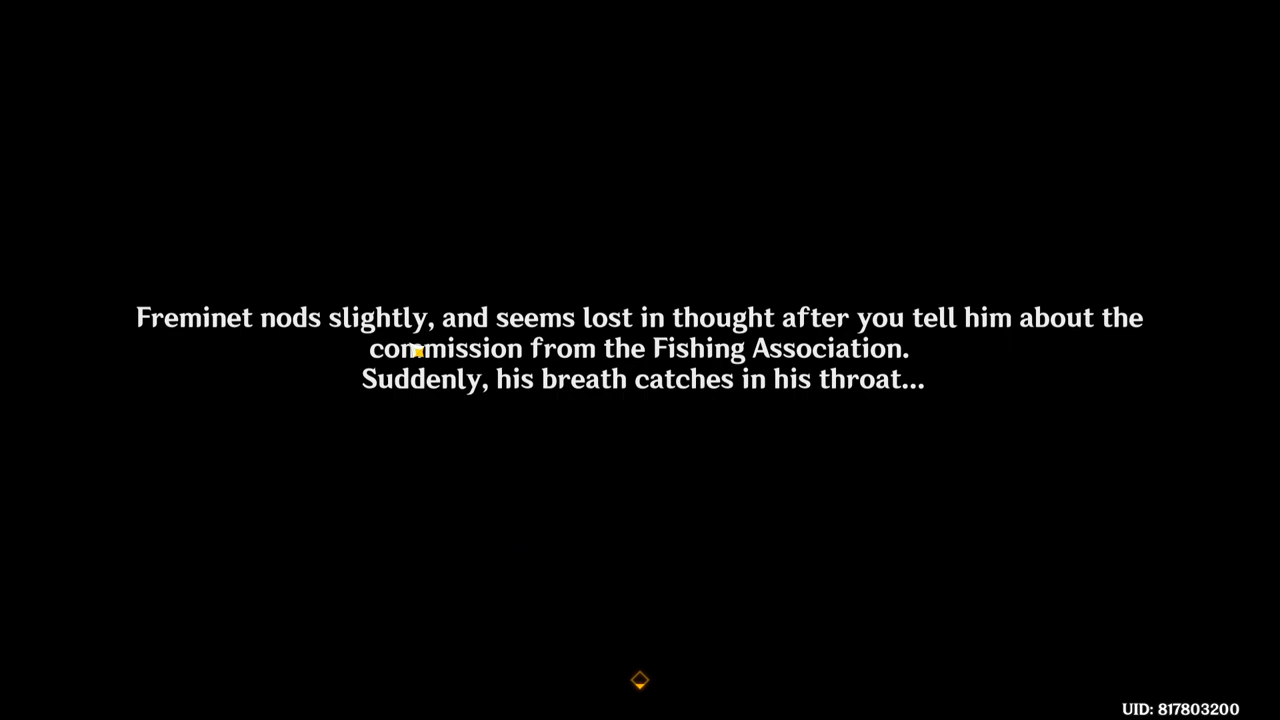 Freminet nods slightly, and seems lost in thought after you tell him about the
commission from the Fishing Association.
Suddenly, his breath catches in his throat...
UID: 817803200